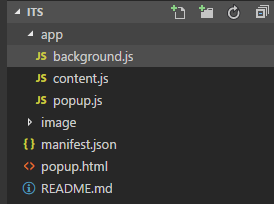 ITS
app
JS background.js
JS content.js
JS popup.js
image
{} manifest.json
<> popup.html
README.md